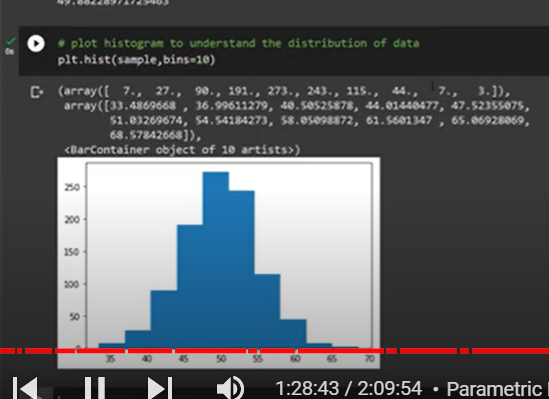 49.88228971725463
# plot histogram to understand the distribution of data
plt.hist(sample,bins=10)
(array([ 7., 27., 90., 191., 273., 243., 115., 44., 7., 3.]),
array([33.4869668 , 36.99611279, 40.50525878, 44.01440477, 47.52355075,
51.03269674, 54.54184273, 58.05098872, 61.5601347 , 65.06928069,
68.57842668]),
<BarContainer object of 10 artists>)
250
200
150
100
50
0
35 40 45 50 55 60 65 70
1:28:43 / 2:09:54 • Parametric